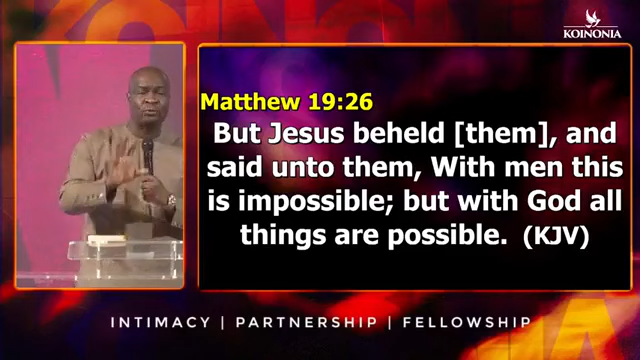 KOINONIA
Matthew 19:26
But Jesus beheld [them], and
said unto them, With men this
is impossible; but with God all
things are possible. (KJV)
INTIMACY | PARTNERSHIP | FELLOWSHIP